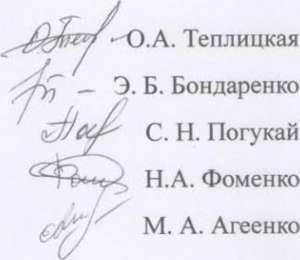 О.А. Теплицкая
Э. Б. Бондаренко
С. Н. Погукай
Н.А. Фоменко
М. А. Агеенко